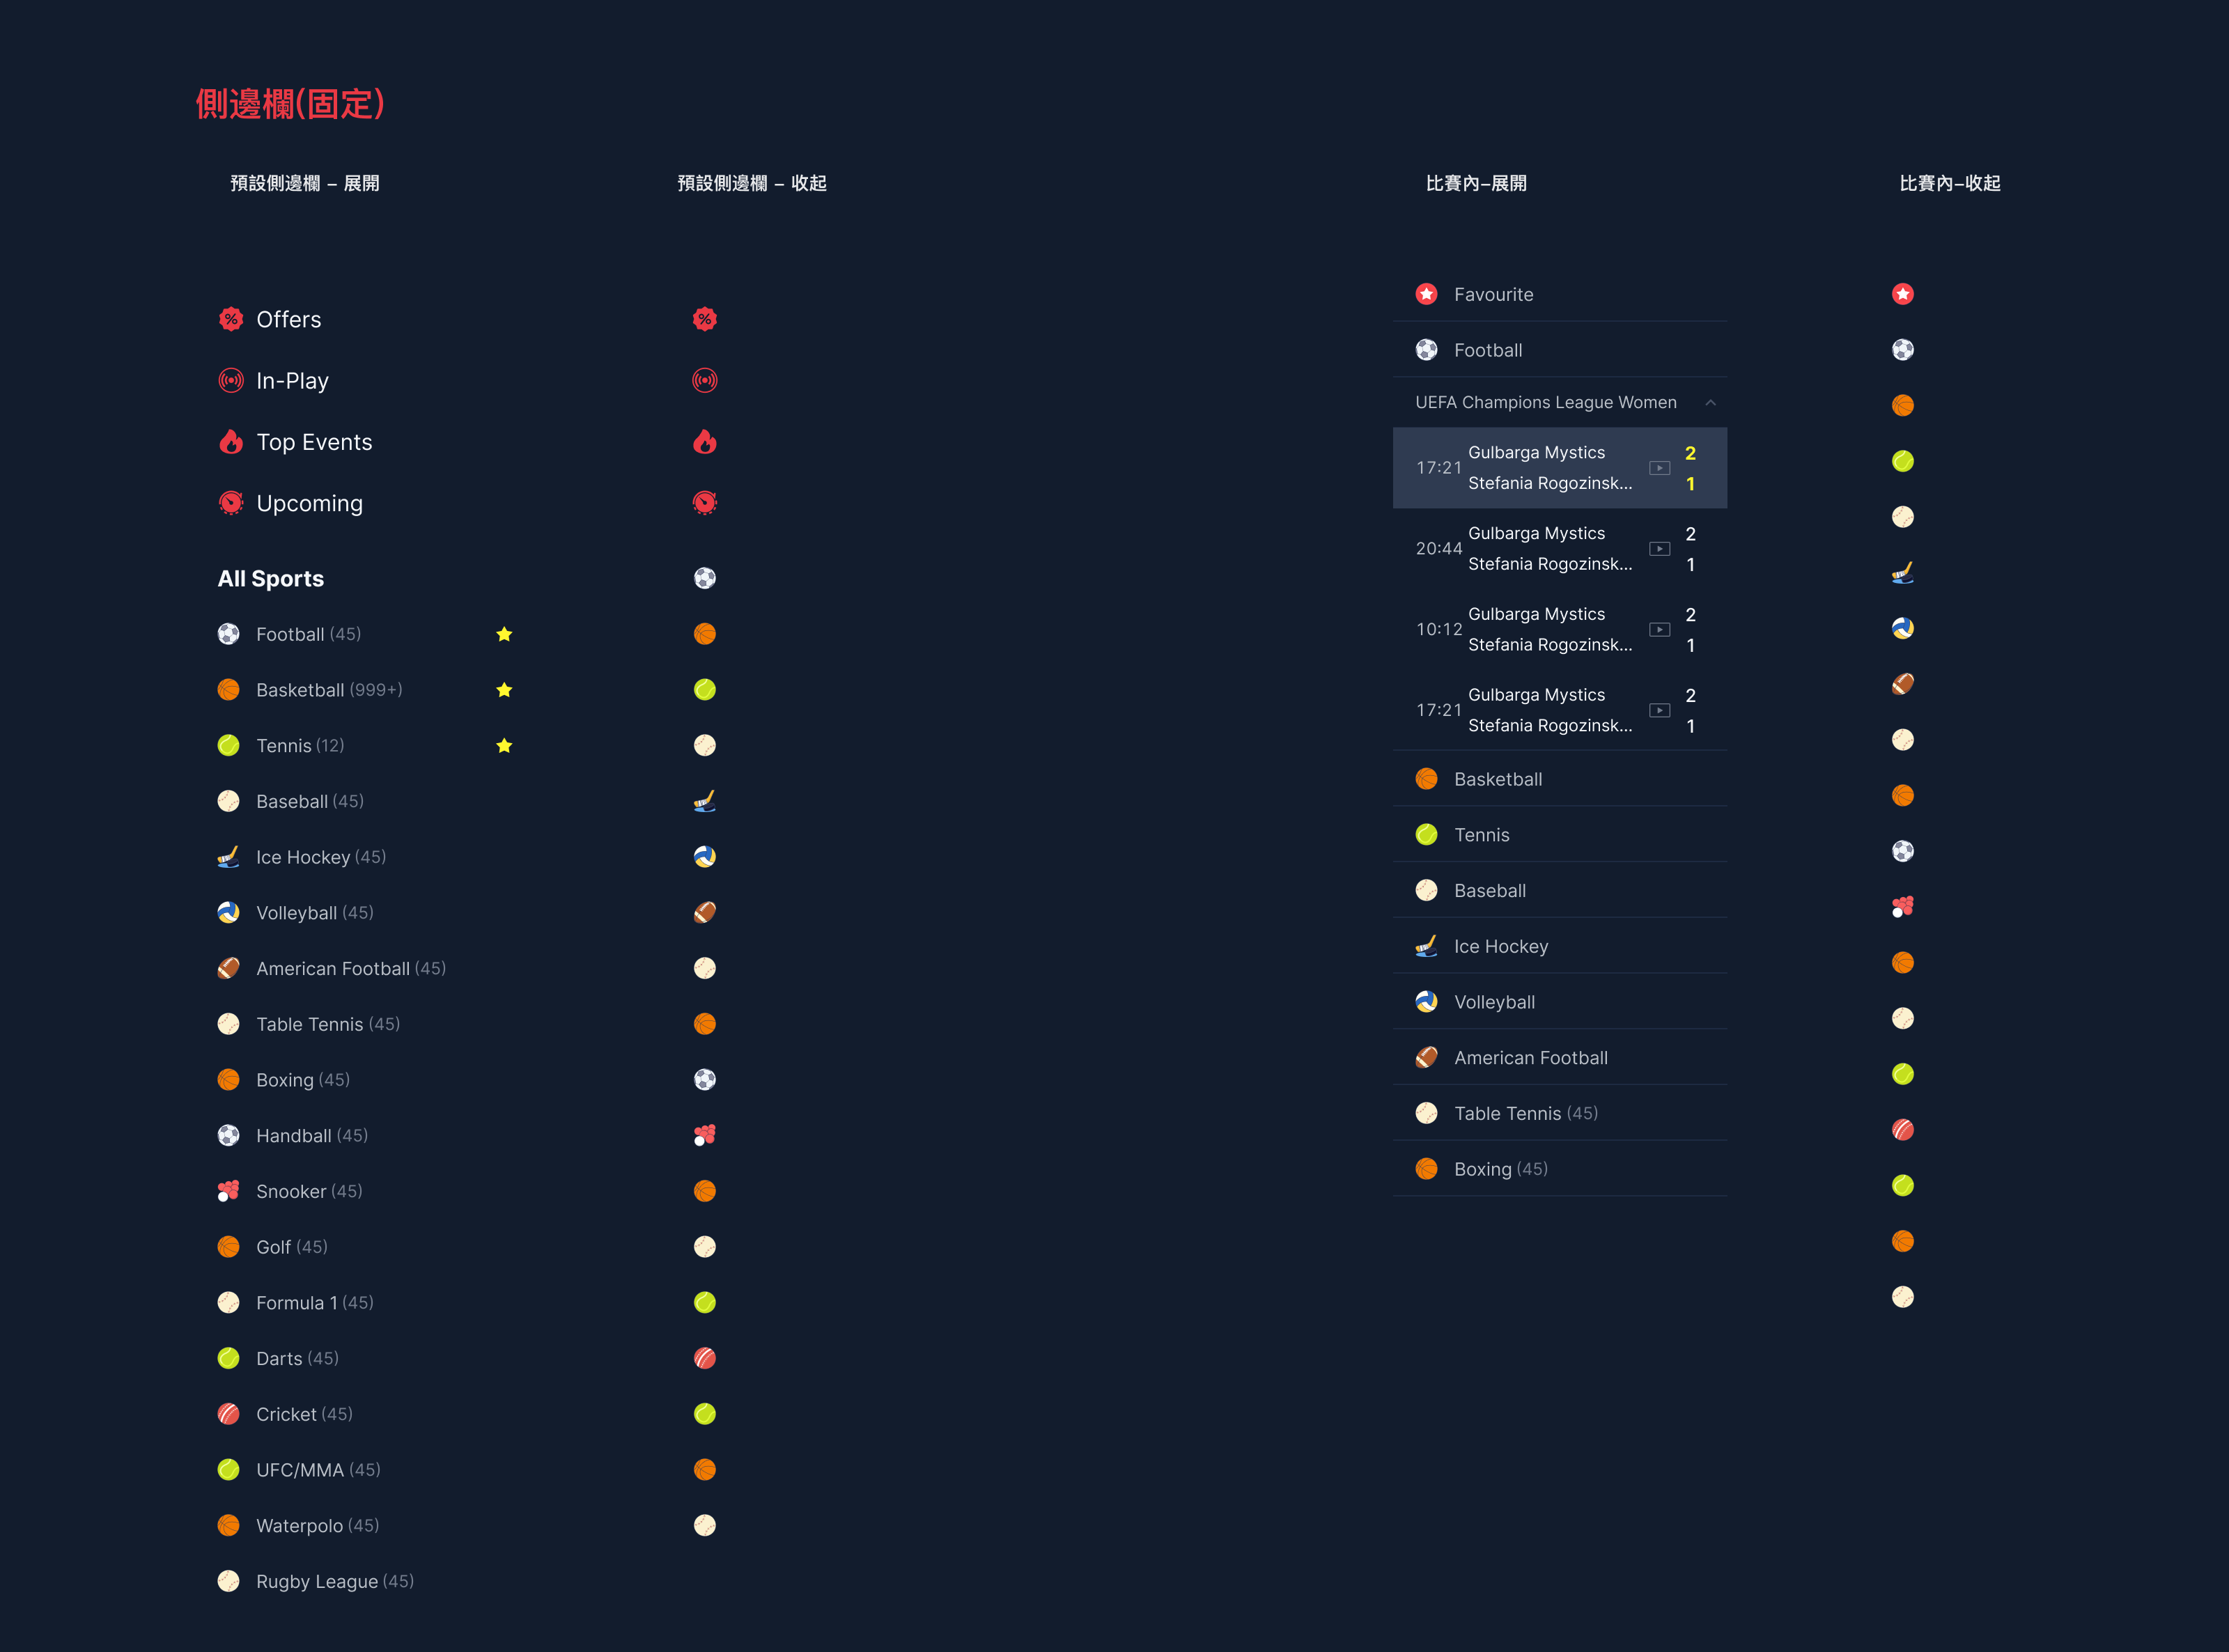 側邊欄(固定)
預設側邊欄 – 展開
預設側邊欄 – 收起
比賽內–展開
比賽內–收起
Offers
In-Play
Top Events
Upcoming
All Sports
Football (45)
Basketball (999+)
Tennis (12)
Baseball (45)
Ice Hockey (45)
Volleyball (45)
American Football (45)
Table Tennis (45)
Boxing (45)
Handball (45)
Snooker (45)
Golf (45)
Formula 1 (45)
Darts (45)
Cricket (45)
UFC/MMA (45)
Waterpolo (45)
Rugby League (45)
Favourite
Football
UEFA Champions League Women
17:21 Gulbarga Mystics 2
Stefania Rogozinsk... 1
20:44 Gulbarga Mystics 2
Stefania Rogozinsk... 1
10:12 Gulbarga Mystics 2
Stefania Rogozinsk... 1
17:21 Gulbarga Mystics 2
Stefania Rogozinsk... 1
Basketball
Tennis
Baseball
Ice Hockey
Volleyball
American Football
Table Tennis (45)
Boxing (45)